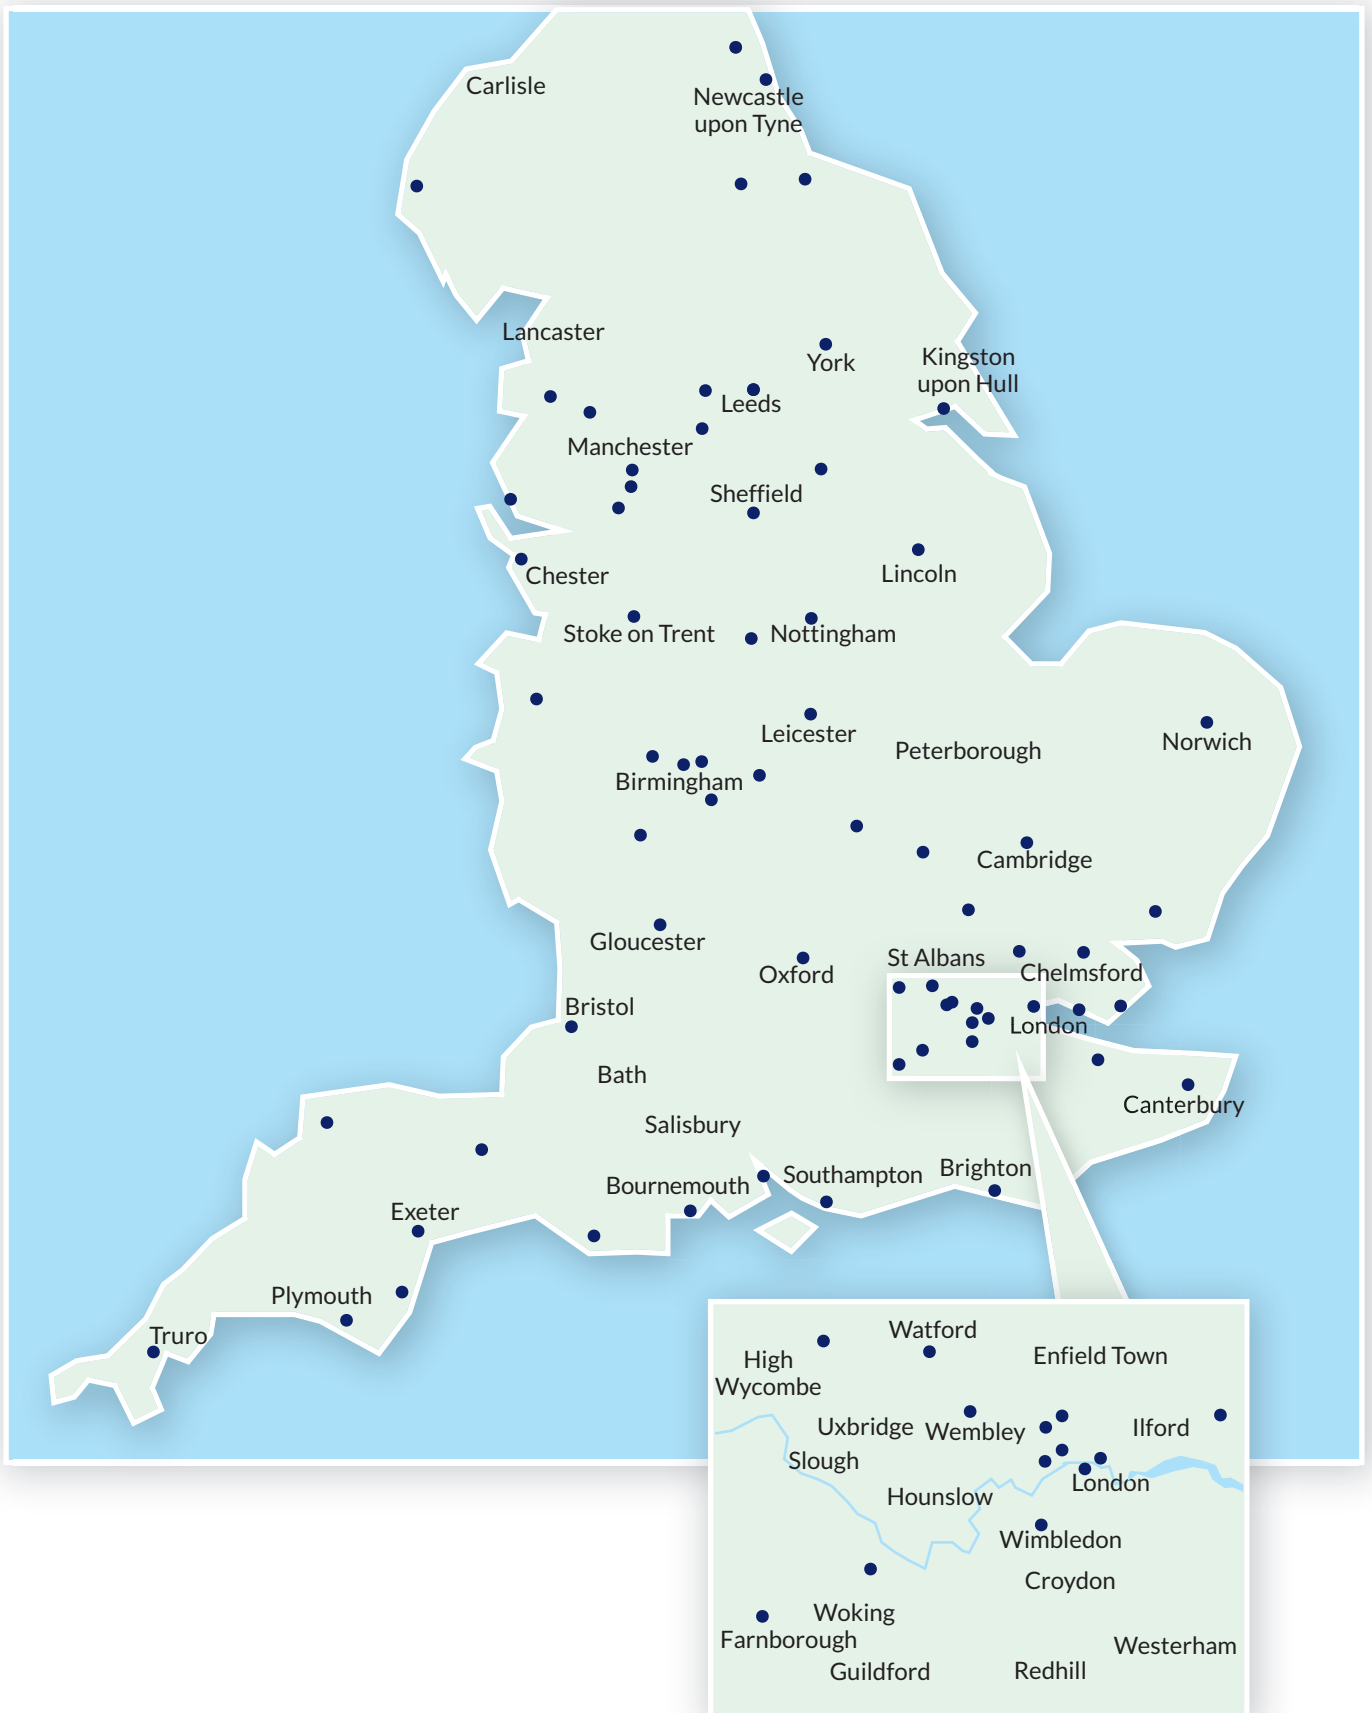 Carlisle
Newcastle
upon Tyne
Lancaster
York
Kingston
upon Hull
Leeds
Manchester
Sheffield
Chester
Lincoln
Stoke on Trent
Nottingham
Leicester
Peterborough
Norwich
Birmingham
Cambridge
Gloucester
Oxford
St Albans
Chelmsford
Bristol
London
Bath
Canterbury
Salisbury
Southampton
Brighton
Bournemouth
Exeter
Plymouth
Truro
Watford
High
Wycombe
Enfield Town
Uxbridge
Wembley
Ilford
Slough
London
Hounslow
Wimbledon
Croydon
Woking
Farnborough
Westerham
Guildford
Redhill